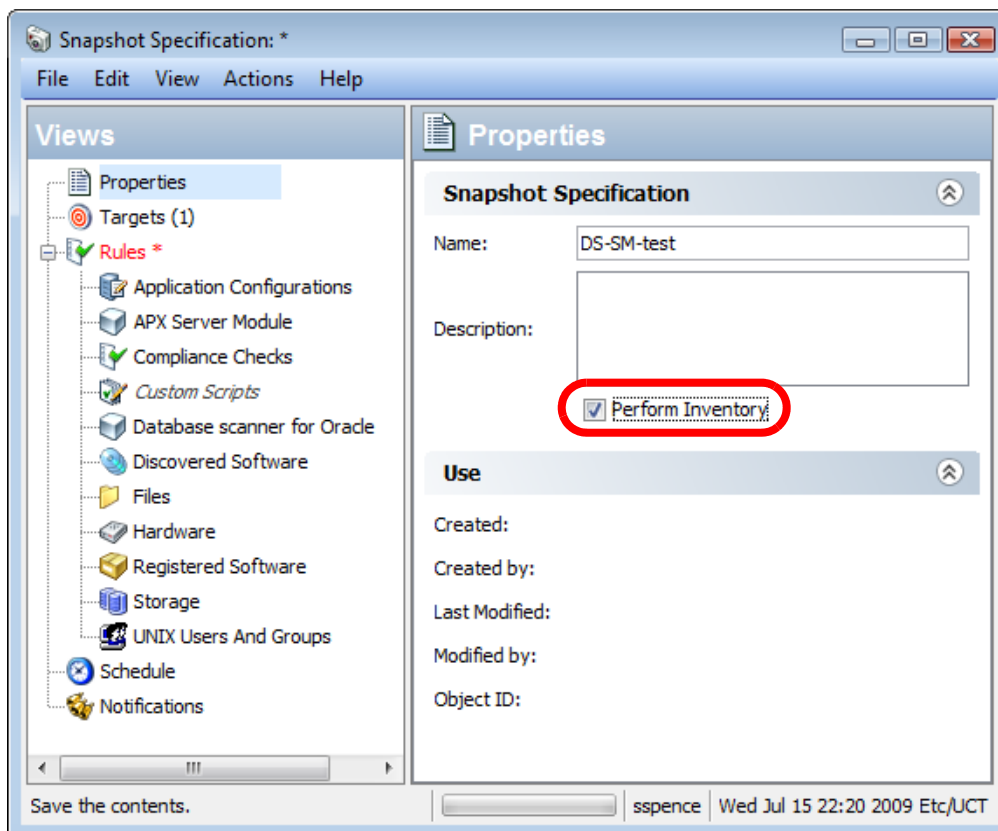 Snapshot Specification: *
File Edit View Actions Help
Views
Properties
Targets (1)
Rules *
Application Configurations
APX Server Module
Compliance Checks
Custom Scripts
Database scanner for Oracle
Discovered Software
Files
Hardware
Registered Software
Storage
UNIX Users And Groups
Schedule
Notifications
Properties
Snapshot Specification
Name: DS-SM-test
Description:
Perform Inventory
Use
Created:
Created by:
Last Modified:
Modified by:
Object ID:
Save the contents. sspence Wed Jul 15 22:20 2009 Etc/UCT